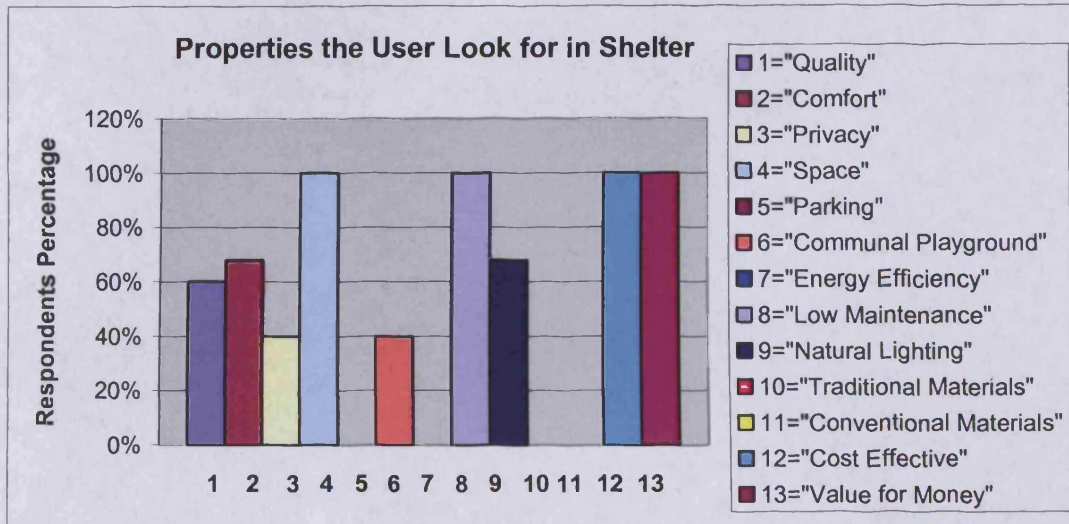 Properties the User Look for in Shelter
Respondents Percentage
120%
100%
80%
60%
40%
20%
0%
1 2 3 4 5 6 7 8 9 10 11 12 13
1="Quality"
2="Comfort"
3="Privacy"
4="Space"
5="Parking"
6="Communal Playground"
7="Energy Efficiency"
8="Low Maintenance"
9="Natural Lighting"
10="Traditional Materials"
11="Conventional Materials"
12="Cost Effective"
13="Value for Money"